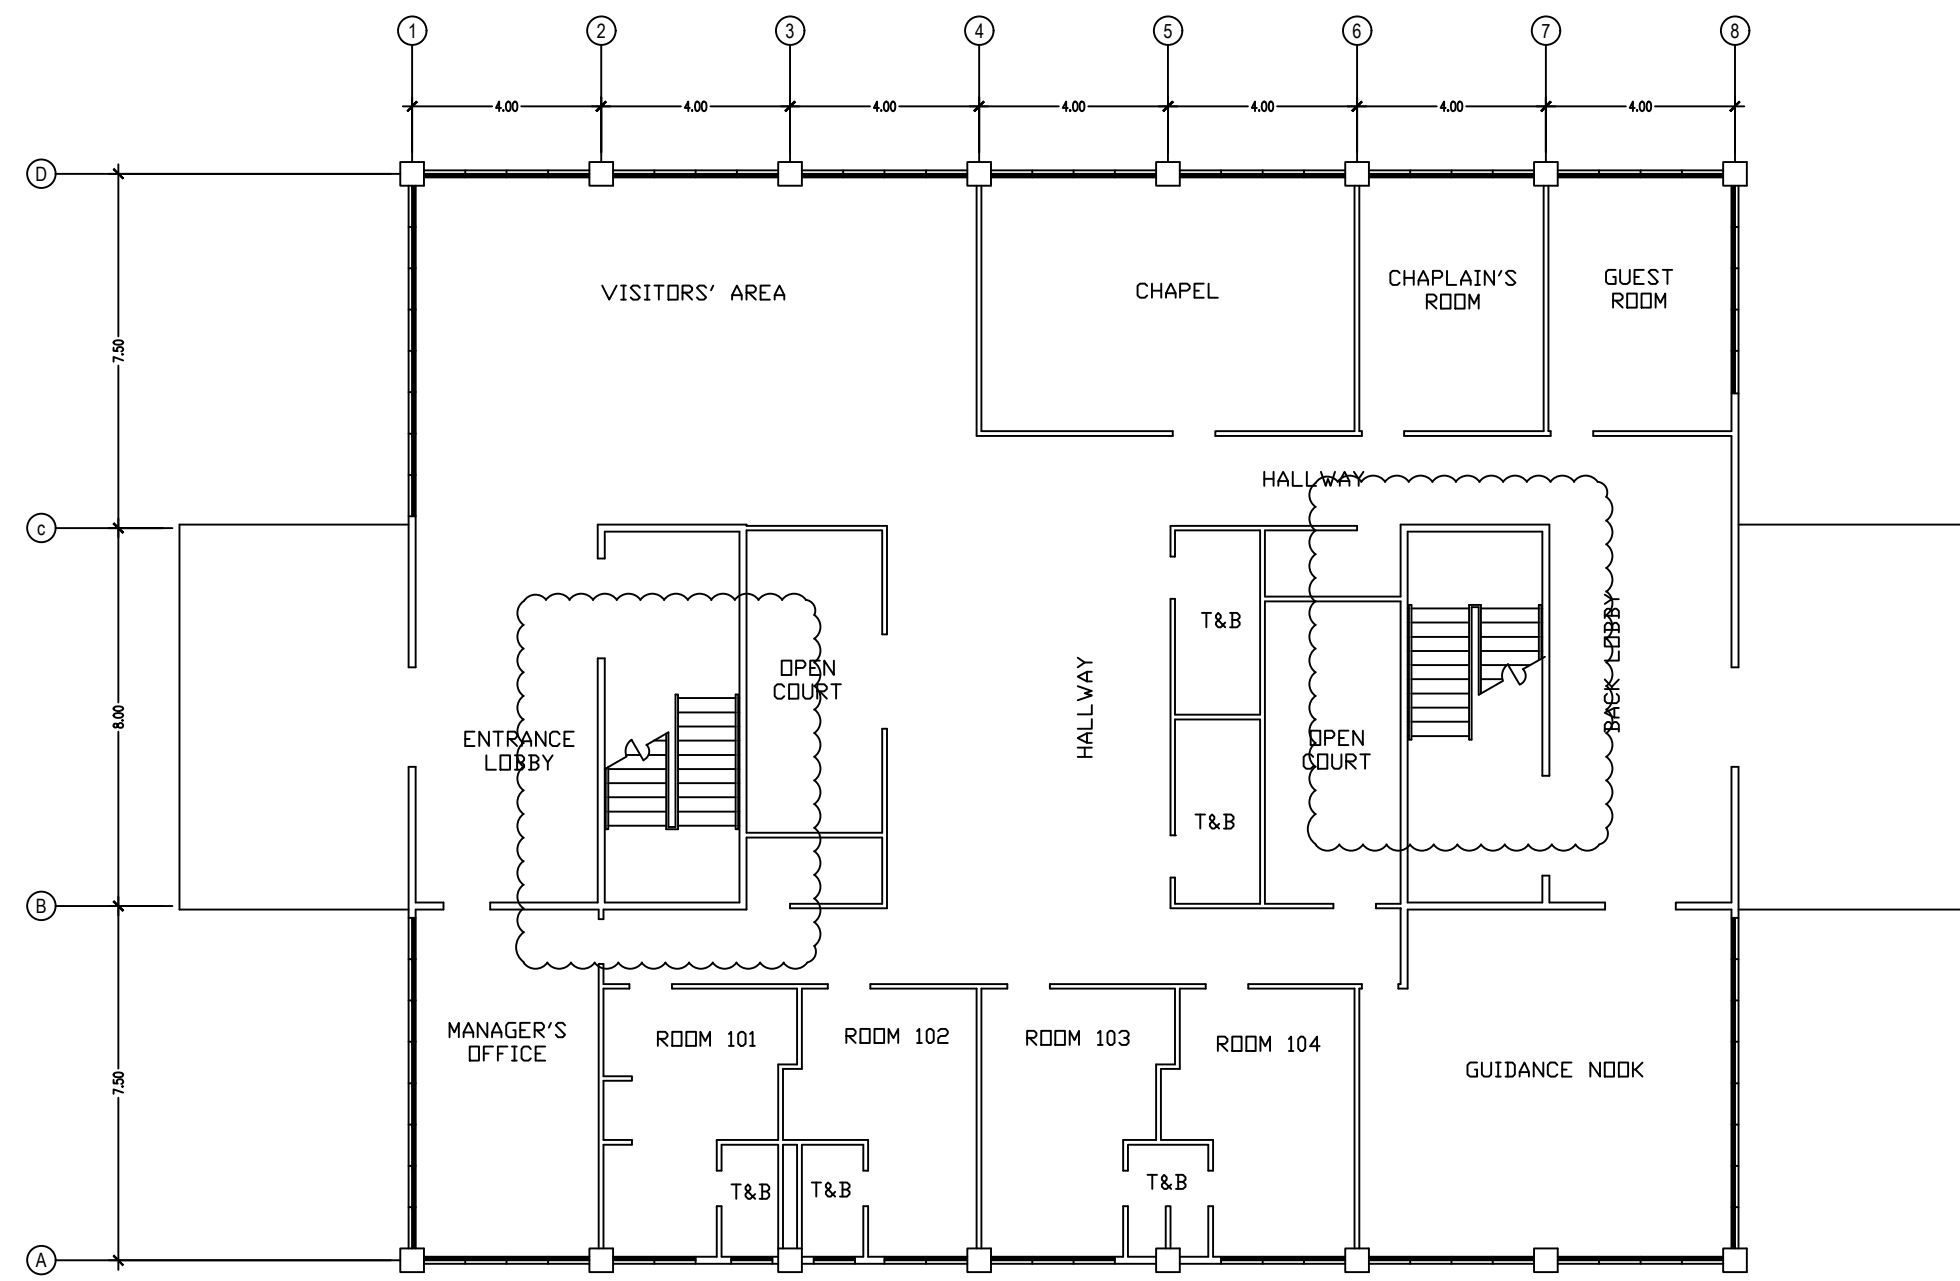 1 2 3 4 5 6 7 8
4.00 4.00 4.00 4.00 4.00 4.00 4.00
D
VISITORS' AREA
CHAPEL
CHAPLAIN'S
ROOM
GUEST
ROOM
7.50
HALLWAY
c
T&B
OPEN
COURT
BACK LOBBY
HALLWAY
8.00
ENTRANCE
LOBBY
OPEN
COURT
T&B
B
MANAGER'S
OFFICE
ROOM 101
ROOM 102
ROOM 103
ROOM 104
GUIDANCE NOOK
7.50
T&B
T&B
T&B
A